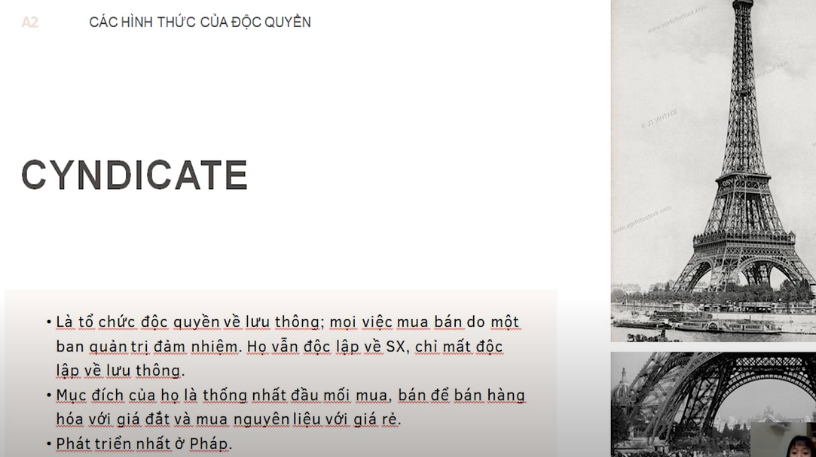 A2
CÁC HÌNH THỨC CỦA ĐỘC QUYỀN
CYNDICATE
• Là tổ chức độc quyền về lưu thông; mọi việc mua bán do một
ban quản trị đảm nhiệm. Họ vẫn độc lập về SX, chỉ mất độc
lập về lưu thông.
• Mục đích của họ là thống nhất đầu mối mua, bán để bán hàng
hóa với giá đắt và mua nguyên liệu với giá rẻ.
• Phát triển nhất ở Pháp.